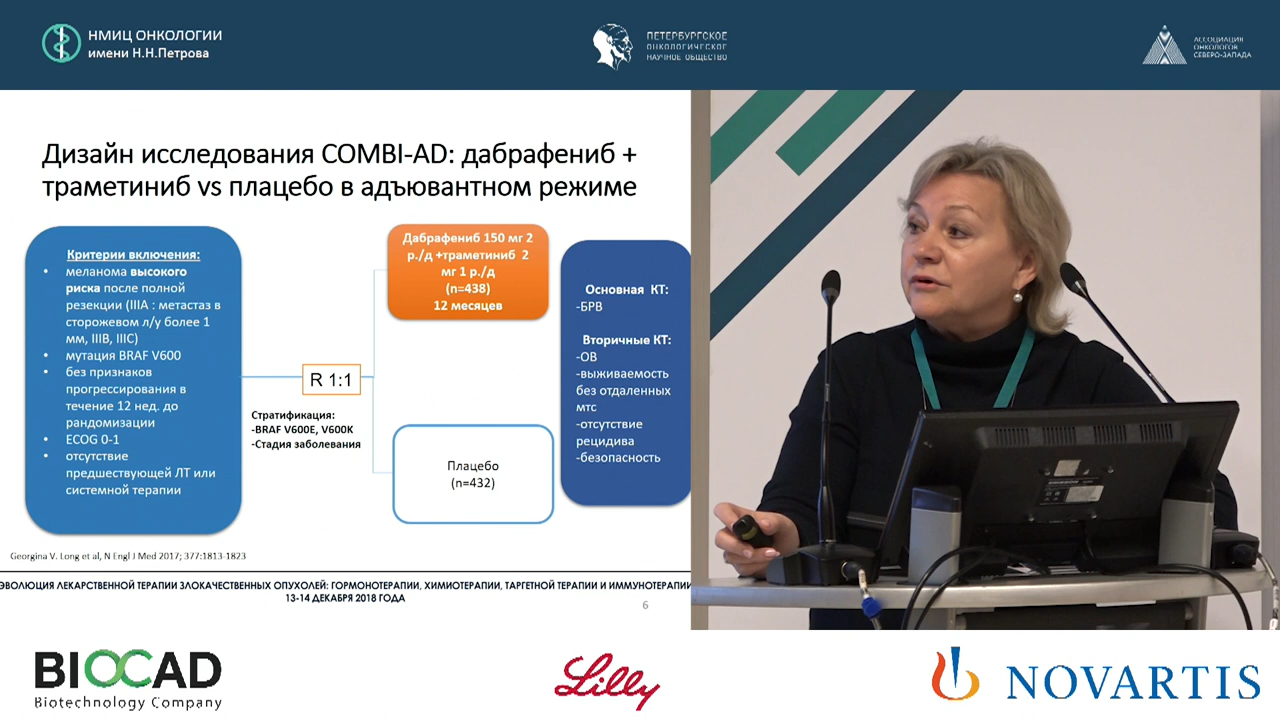 НМИЦ ОНКОЛОГИИ
имени Н.Н.Петрова
ПЕТЕРБУРГСКОЕ
ОНКОЛОГИЧЕСКОЕ
НАУЧНОЕ ОБЩЕСТВО
АССОЦИАЦИЯ
ОНКОЛОГОВ
СЕВЕРО-ЗАПАДА
Дизайн исследования COMBI-AD: дабрафениб +
траметиниб vs плацебо в адъювантном режиме
Критерии включения:
• меланома высокого
риска после полной
резекции (IIIA : метастаз в
сторожевом л/у более 1
мм, IIIB, IIIC)
• мутация BRAF V600
• без признаков
прогрессирования в
течение 12 нед. до
рандомизации
• ECOG 0-1
• отсутствие
предшествующей ЛТ или
системной терапии
R 1:1
Стратификация:
-BRAF V600E, V600K
-Стадия заболевания
Дабрафениб 150 мг 2
р./д +траметиниб 2
мг 1 р./д
(n=438)
12 месяцев
Плацебо
(n=432)
Основная КТ:
-БРВ
Вторичные КТ:
-ОВ
-выживаемость
без отдаленных
мтс
-отсутствие
рецидива
-безопасность
Georgina V. Long et al, N Engl J Med 2017; 377:1813-1823
ЭВОЛЮЦИЯ ЛЕКАРСТВЕННОЙ ТЕРАПИИ ЗЛОКАЧЕСТВЕННЫХ ОПУХОЛЕЙ: ГОРМОНОТЕРАПИИ, ХИМИОТЕРАПИИ, ТАРГЕТНОЙ ТЕРАПИИ И ИММУНОТЕРАПИИ
13-14 ДЕКАБРЯ 2018 ГОДА
6
BIOCAD
Biotechnology Company
Lilly
NOVARTIS